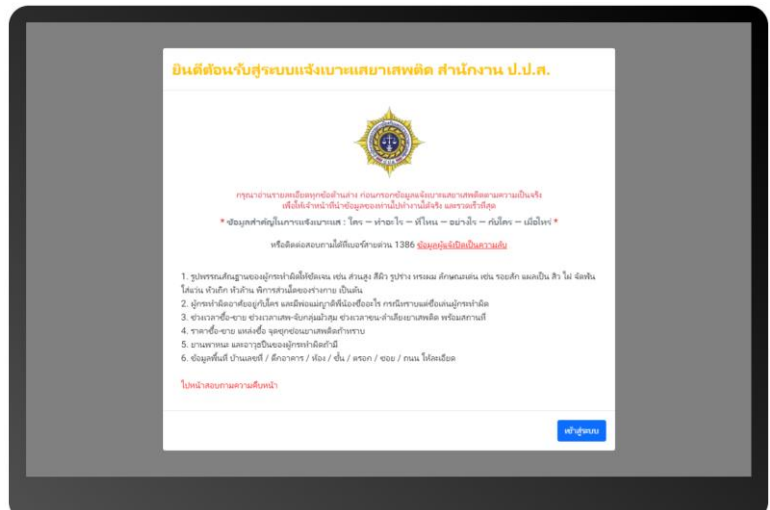 ยินดีต้อนรับสู่ระบบแจ้งเบาะแสยาเสพติด สำนักงาน ป.ป.ส.
กรุณาอ่านรายละเอียดทุกข้อด้านล่าง ก่อนกรอกข้อมูลแจ้งเบาะแสยาเสพติดตามความเป็นจริง
เพื่อให้เจ้าหน้าที่นำข้อมูลของท่านไปทำงานได้จริง และรวดเร็วที่สุด
* ข้อมูลสำคัญในการแจ้งเบาะแส : ใคร – ทำอะไร – ที่ไหน – อย่างไร – กับใคร – เมื่อไหร่ *
หรือติดต่อสอบถามได้ที่เบอร์สายด่วน 1386 ข้อมูลผู้แจ้งปิดเป็นความลับ
1. รูปพรรณสัณฐานของผู้กระทำผิดให้ชัดเจน เช่น ส่วนสูง สีผิว รูปร่าง ทรงผม ลักษณะเด่น เช่น รอยสัก แผลเป็น สิว ไฝ จัดฟัน
ใส่แว่น หัวเถิก หัวล้าน พิการส่วนใดของร่างกาย เป็นต้น
2. ผู้กระทำผิดอาศัยอยู่กับใคร และมีพ่อแม่ญาติพี่น้องชื่ออะไร กรณีทราบแต่ชื่อเล่นผู้กระทำผิด
3. ช่วงเวลาซื้อ-ขาย ช่วงเวลาเสพ-จับกลุ่มมั่วสุม ช่วงเวลาขน-ลำเลียงยาเสพติด พร้อมสถานที่
4. ราคาซื้อ-ขาย แหล่งซื้อ จุดซุกซ่อนยาเสพติดถ้าทราบ
5. ยานพาหนะ และอาวุธปืนของผู้กระทำผิดถ้ามี
6. ข้อมูลพื้นที่ บ้านเลขที่ / ตึกอาคาร / ห้อง / ชั้น / ตรอก / ซอย / ถนน ให้ละเอียด
ไปหน้าสอบถามความคืบหน้า
เข้าสู่ระบบ